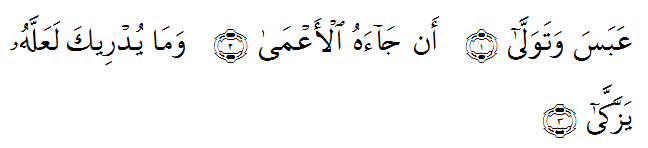 عَبَسَ وَتَوَلَّىٰٓ ۝١ أَن جَآءَهُ ٱلْأَعْمَىٰ ۝٢ وَمَا يُدْرِيكَ لَعَلَّهُۥ
يَزَّكَّىٰٓ ۝٣